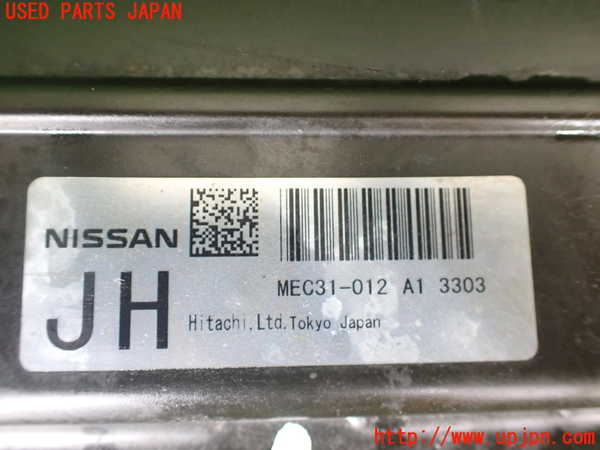 USED PARTS JAPAN
NISSAN
JH
MEC31-012 A1 3303
Hitachi,Ltd.Tokyo Japan
http://www.upjpn.com/